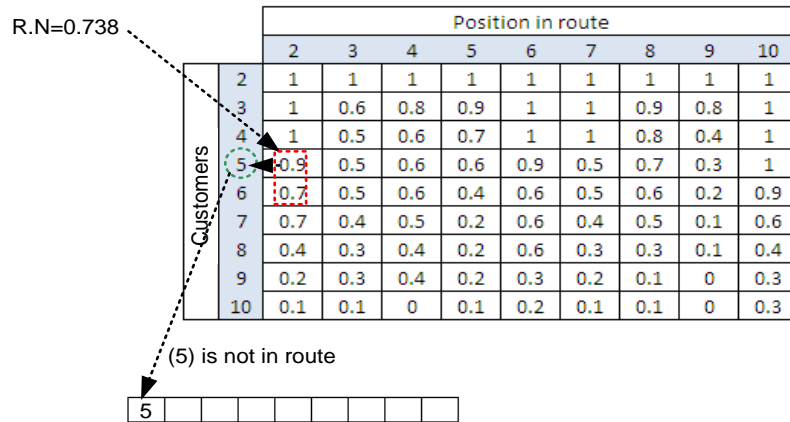 R.N=0.738
Position in route
2 3 4 5 6 7 8 9 10
Customers
2 1 1 1 1 1 1 1 1 1
3 1 0.6 0.8 0.9 1 1 0.9 0.8 1
4 1 0.5 0.6 0.7 1 1 0.8 0.4 1
5 0.9 0.5 0.6 0.6 0.9 0.5 0.7 0.3 1
6 0.7 0.5 0.6 0.4 0.6 0.5 0.6 0.2 0.9
7 0.7 0.4 0.5 0.2 0.6 0.4 0.5 0.1 0.6
8 0.4 0.3 0.4 0.2 0.6 0.3 0.3 0.1 0.4
9 0.2 0.3 0.4 0.2 0.3 0.2 0.1 0 0.3
10 0.1 0.1 0 0.1 0.2 0.1 0.1 0 0.3
(5) is not in route
5